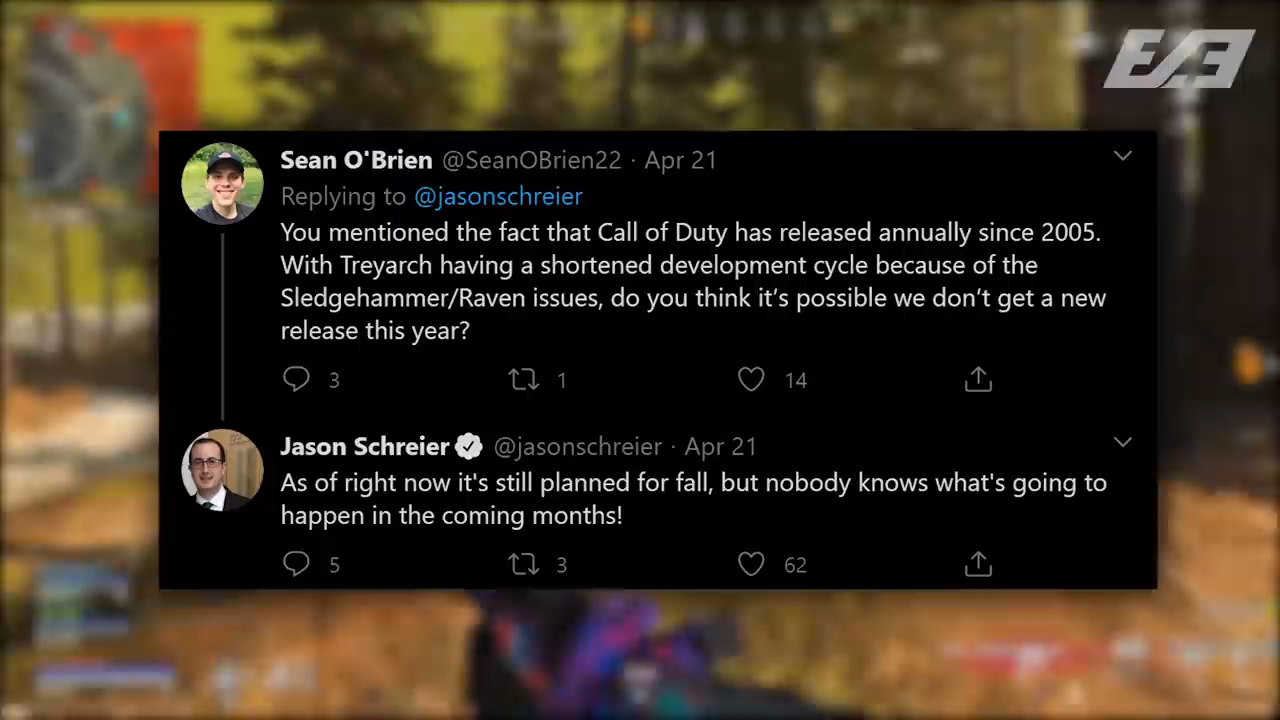 Sean O'Brien @SeanOBrien22 · Apr 21
Replying to @jasonschreier
You mentioned the fact that Call of Duty has released annually since 2005.
With Treyarch having a shortened development cycle because of the
Sledgehammer/Raven issues, do you think it’s possible we don’t get a new
release this year?
3 1 14
Jason Schreier @jasonschreier · Apr 21
As of right now it's still planned for fall, but nobody knows what's going to
happen in the coming months!
5 3 62